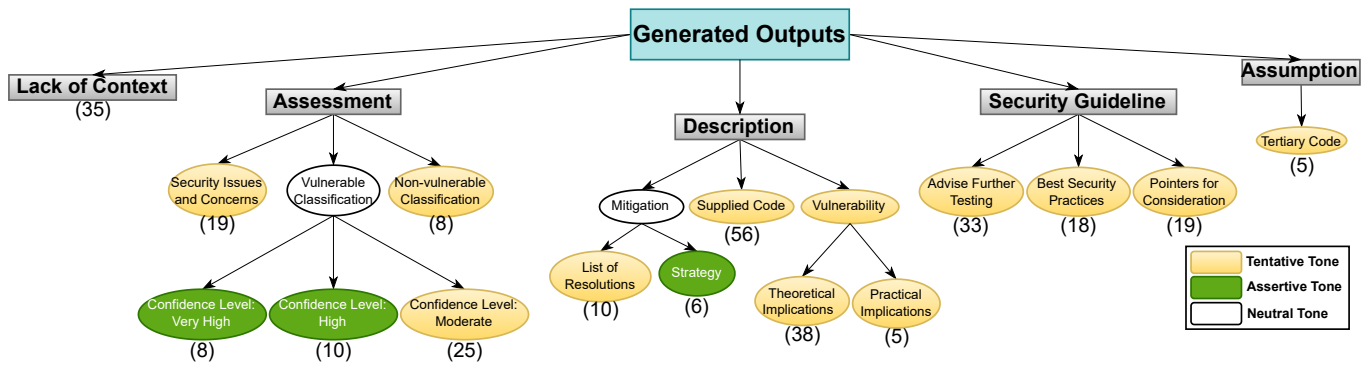 Generated Outputs
Lack of Context
(35)
Assessment
Security Issues
and Concerns
(19)
Vulnerable
Classification
Non-vulnerable
Classification
(8)
Confidence Level:
Very High
(8)
Confidence Level:
High
(10)
Confidence Level:
Moderate
(25)
Description
Mitigation
Supplied Code
(56)
Vulnerability
List of
Resolutions
(10)
Strategy
(6)
Theoretical
Implications
(38)
Practical
Implications
(5)
Security Guideline
Advise Further
Testing
(33)
Best Security
Practices
(18)
Pointers for
Consideration
(19)
Assumption
Tertiary Code
(5)
Tentative Tone
Assertive Tone
Neutral Tone